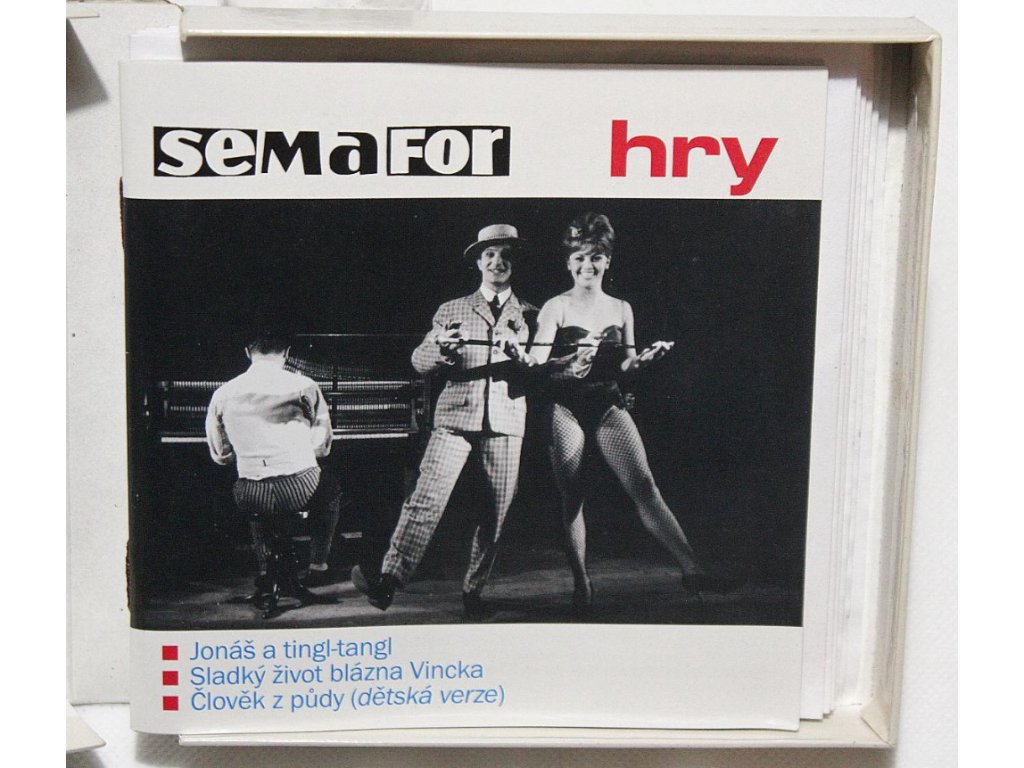 SEMAFOR hry
Jonáš a tingl-tangl
Sladký život blázna Vincka
Člověk z půdy (dětská verze)